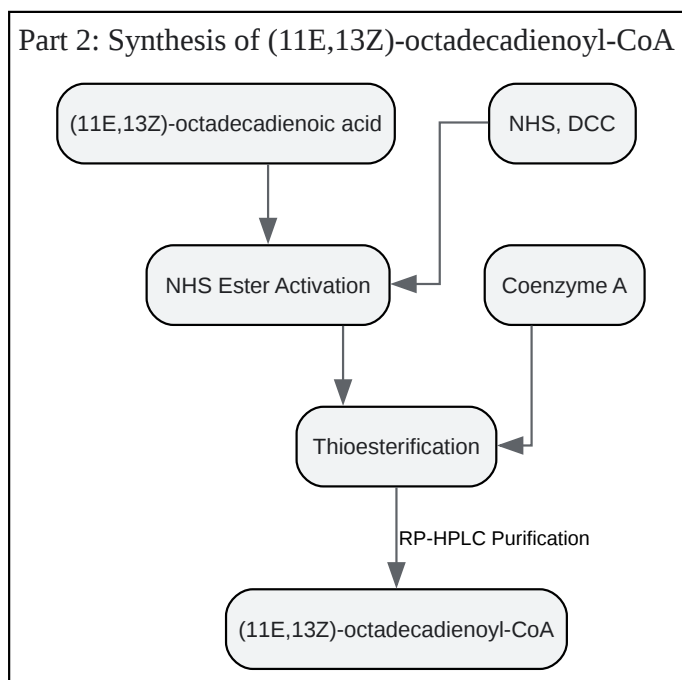 Part 2: Synthesis of (11E,13Z)-octadecadienoyl-CoA
(11E,13Z)-octadecadienoic acid
NHS, DCC
NHS Ester Activation
Coenzyme A
Thioesterification
RP-HPLC Purification
(11E,13Z)-octadecadienoyl-CoA